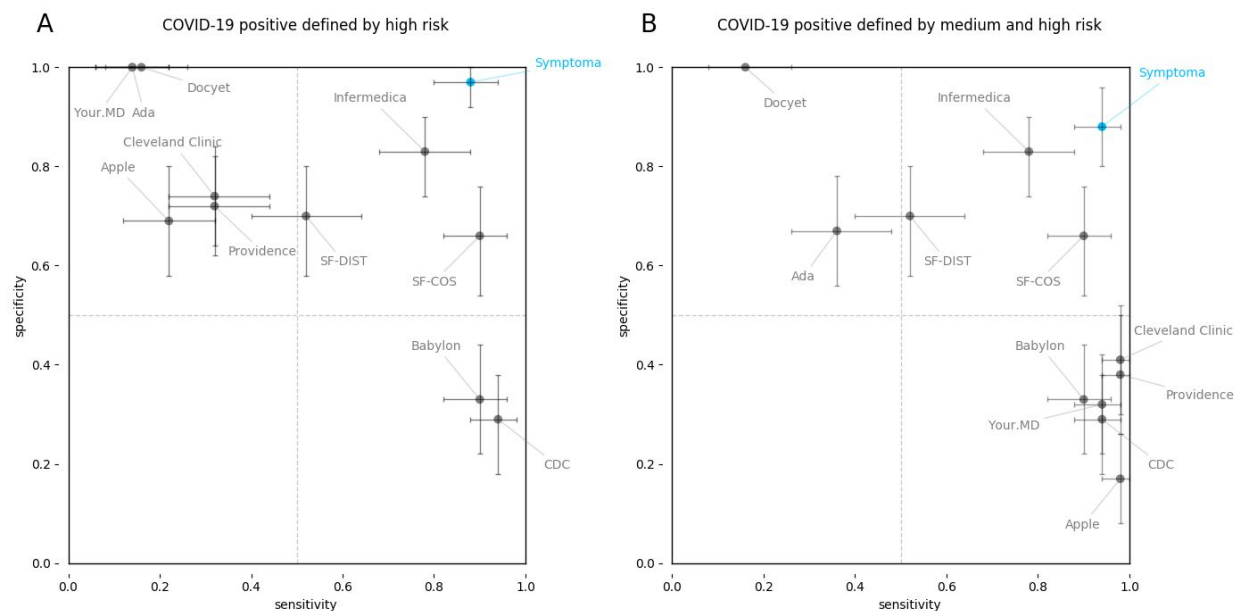 A
COVID-19 positive defined by high risk
1.0
0.8
0.6
0.4
0.2
0.0
specificity
Symptoma
Docyet
Your.MD
Ada
Infermedica
Cleveland Clinic
Apple
Providence
SF-DIST
SF-COS
Babylon
CDC
0.0
0.2
0.4
0.6
0.8
1.0
sensitivity
B
COVID-19 positive defined by medium and high risk
1.0
0.8
0.6
0.4
0.2
0.0
specificity
Symptoma
Docyet
Infermedica
Ada
SF-DIST
SF-COS
Cleveland Clinic
Babylon
Providence
Your.MD
CDC
Apple
0.0
0.2
0.4
0.6
0.8
1.0
sensitivity